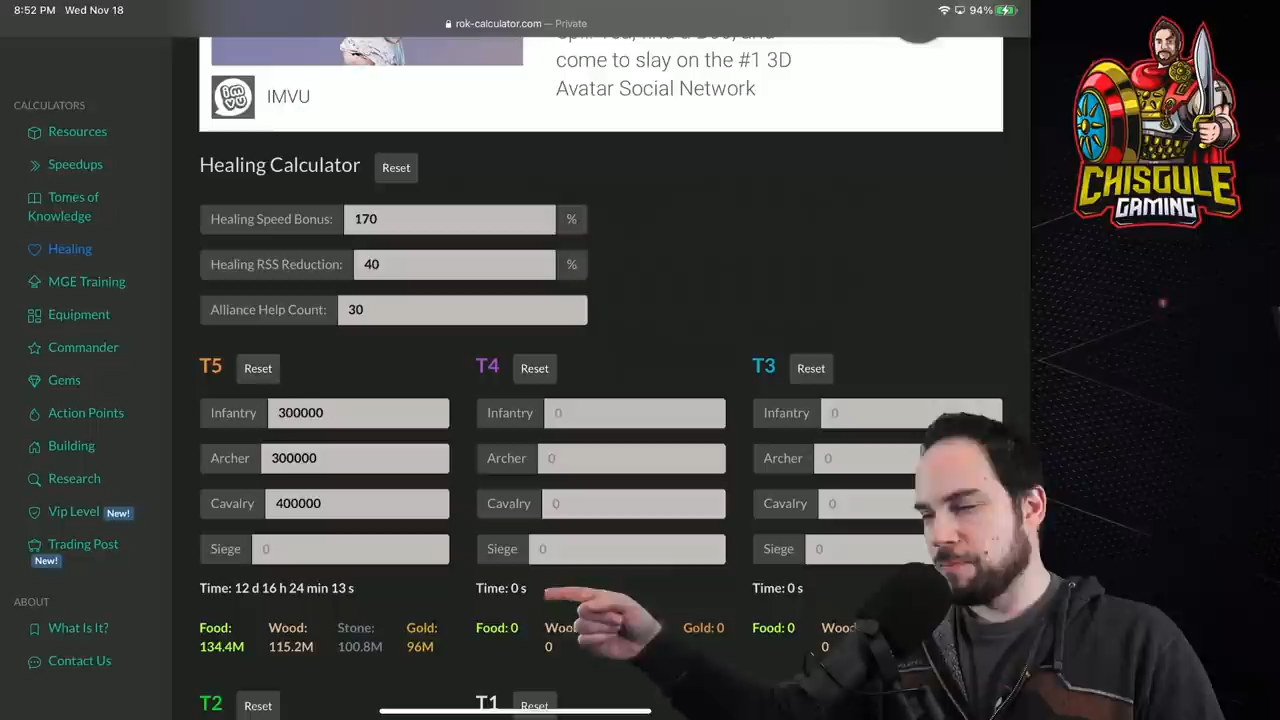 8:52 PM Wed Nov 18
rok-calculator.com — Private
94%
come to slay on the #1 3D
Avatar Social Network
imvu
IMVU
CHISGULE
GAMING
CALCULATORS
Resources
Speedups
Tomes of
Knowledge
Healing
MGE Training
Equipment
Commander
Gems
Action Points
Building
Research
Vip Level New!
Trading Post
New!
ABOUT
What Is It?
Contact Us
Healing Calculator Reset
Healing Speed Bonus: 170 %
Healing RSS Reduction: 40 %
Alliance Help Count: 30
T5 Reset
Infantry 300000
Archer 300000
Cavalry 400000
Siege 0
Time: 12 d 16 h 24 min 13 s
Food: Wood: Stone: Gold:
134.4M 115.2M 100.8M 96M
T4 Reset
Infantry 0
Archer 0
Cavalry 0
Siege 0
Time: 0 s
Food: 0 Woo Gold: 0
0
T3 Reset
Infantry 0
Archer 0
Cavalry 0
Siege 0
Time: 0 s
Food: 0 Wood
0
T2 Reset
T1 Reset